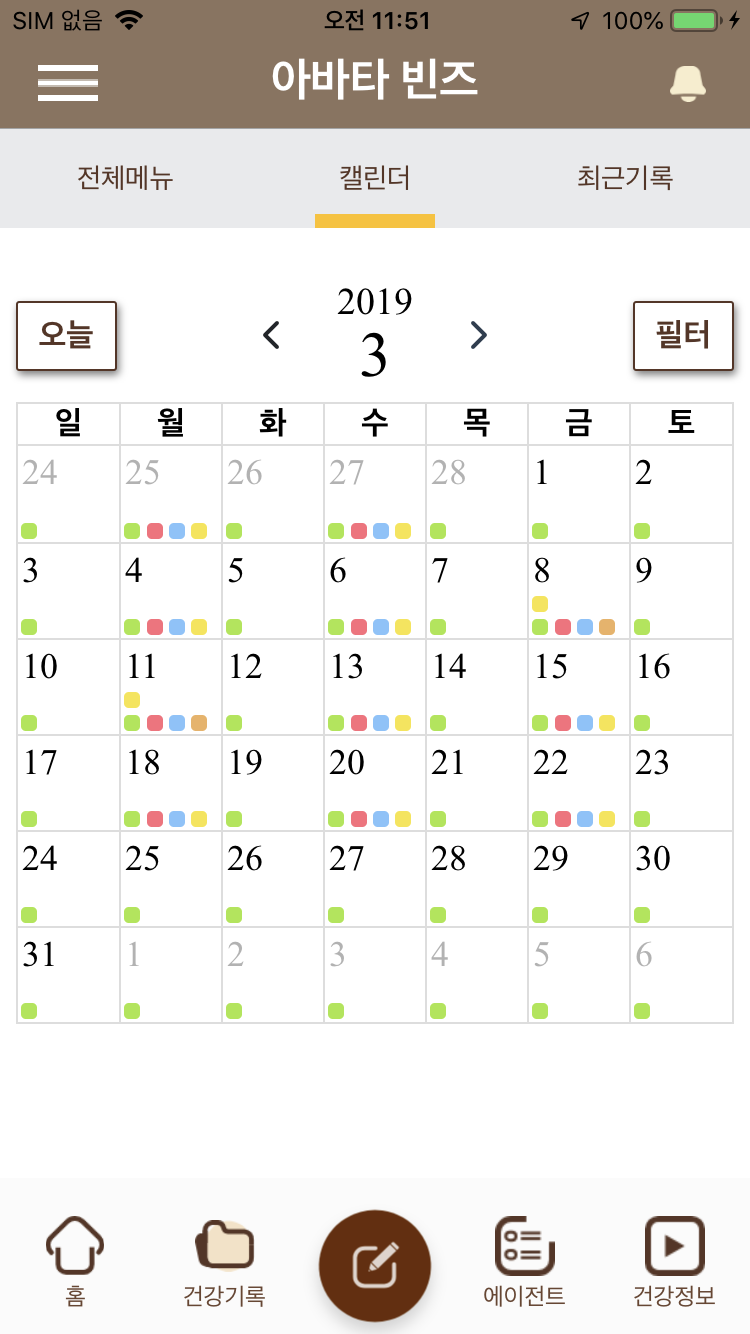 SIM 없음 오전 11:51 100%
아바타 빈즈
전체메뉴 캘린더 최근기록
2019
오늘 3 필터
일 월 화 수 목 금 토
24 25 26 27 28 1 2
3 4 5 6 7 8 9
10 11 12 13 14 15 16
17 18 19 20 21 22 23
24 25 26 27 28 29 30
31 1 2 3 4 5 6
홈 건강기록 에이전트 건강정보